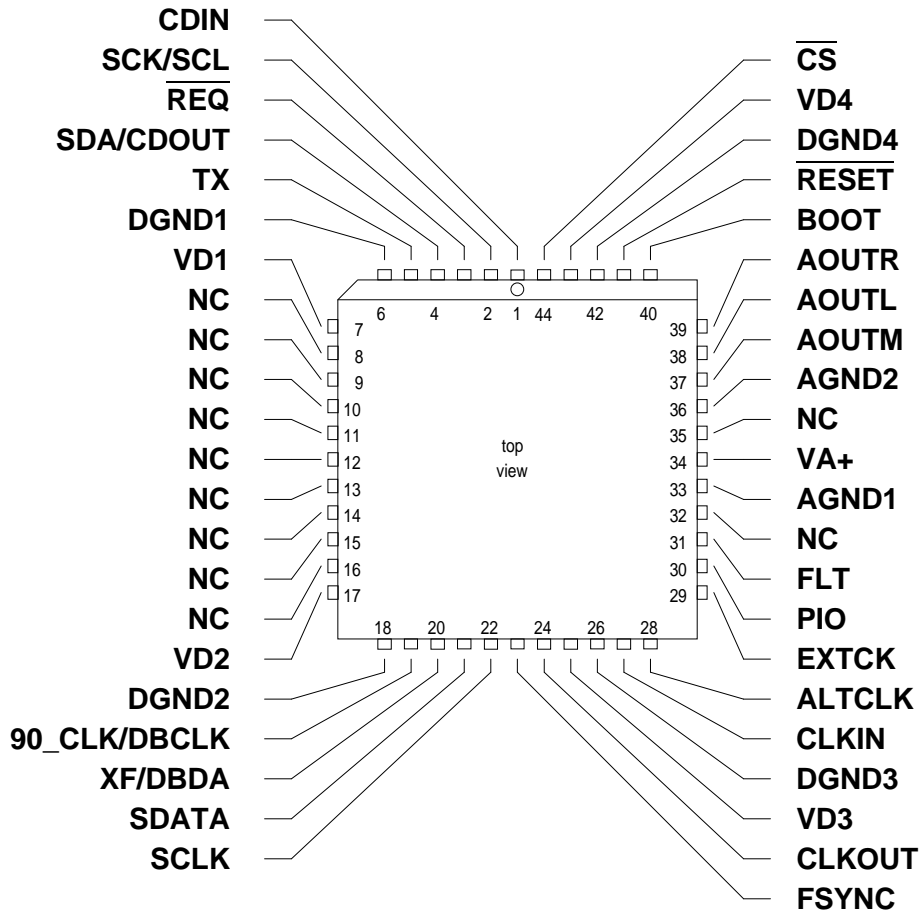 CDIN
SCK/SCL
REQ
SDA/CDOUT
TX
DGND1
VD1
NC
NC
NC
NC
NC
NC
NC
NC
NC
VD2
DGND2
90_CLK/DBCLK
XF/DBDA
SDATA
SCLK
CS
VD4
DGND4
RESET
BOOT
AOUTR
AOUTL
AOUTM
AGND2
NC
VA+
AGND1
NC
FLT
PIO
EXTCK
ALTCLK
CLKIN
DGND3
VD3
CLKOUT
FSYNC
6 4 2 1 44 42 40
7
8
9
10
11
12
13
14
15
16
17
39
38
37
36
35
34
33
32
31
30
29
top
view
18 20 22 24 26 28